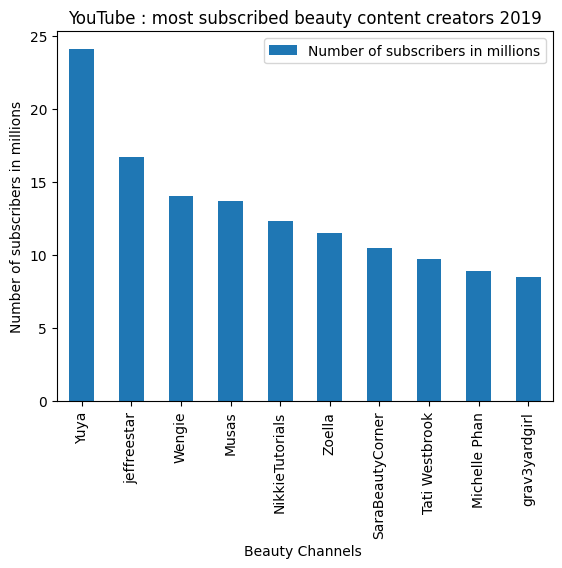 YouTube : most subscribed beauty content creators 2019
Number of subscribers in millions
Number of subscribers in millions
25
20
15
10
5
0
Yuya
jeffreestar
Wengie
Musas
NikkieTutorials
Zoella
SaraBeautyCorner
Tati Westbrook
Michelle Phan
grav3yardgirl
Beauty Channels